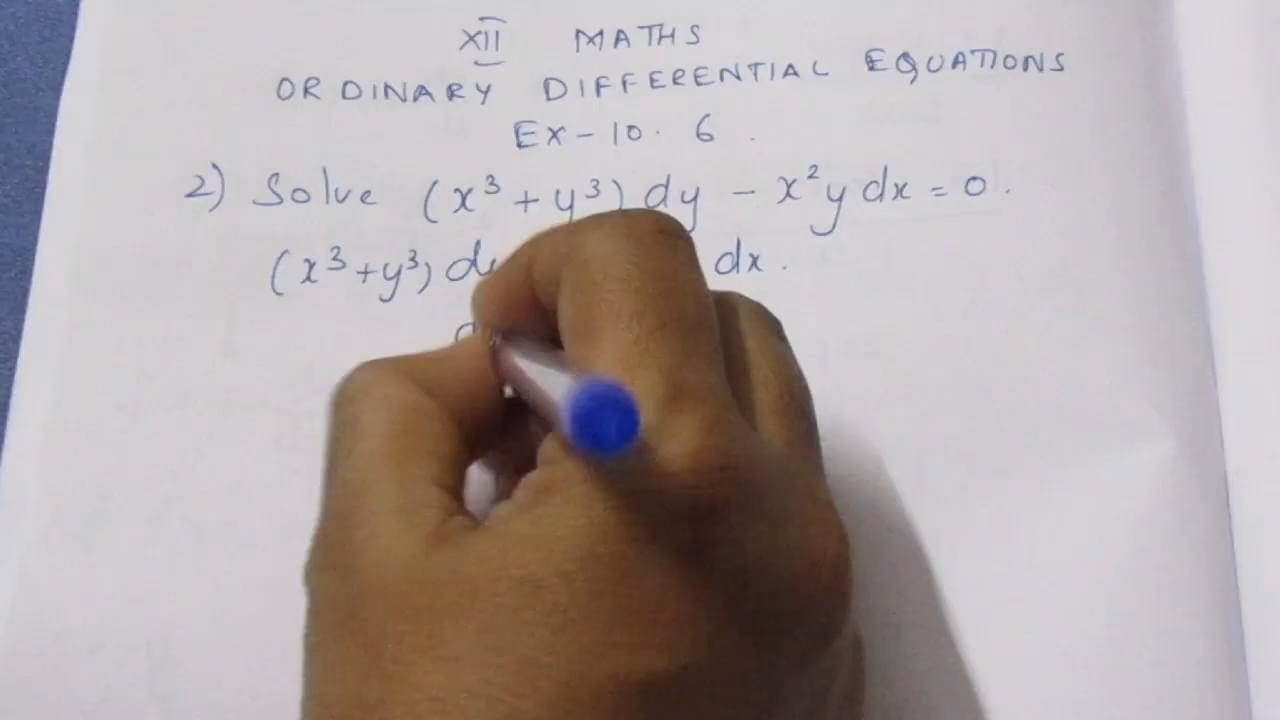 XII MATHS
ORDINARY DIFFERENTIAL EQUATIONS
EX-10.6.
2) Solve (x³ + y³) dy - x²y dx = 0.
(x³+y³) dy dx.